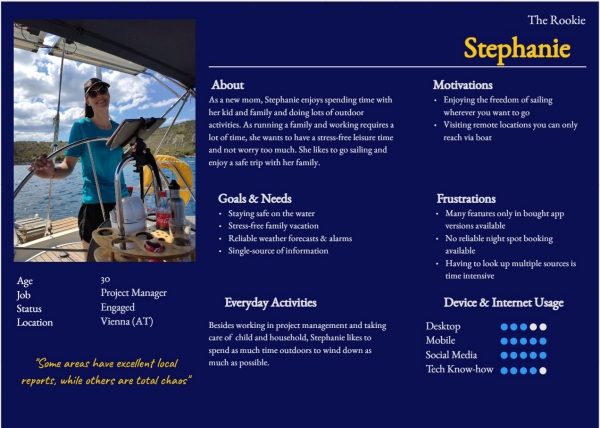 The Rookie
Stephanie
About
As a new mom, Stephanie enjoys spending time with
her kid and family and doing lots of outdoor
activities. As running a family and working requires a
lot of time, she wants to have a stress-free leisure time
and not worry too much. She likes to go sailing and
enjoy a safe trip with her family.
Motivations
• Enjoying the freedom of sailing
wherever you want to go
• Visiting remote locations you can only
reach via boat
Goals & Needs
• Staying safe on the water
• Stress-free family vacation
• Reliable weather forecasts & alarms
• Single-source of information
Frustrations
• Many features only in bought app
versions available
• No reliable night spot booking
available
• Having to look up multiple sources is
time intensive
Age 30
Job Project Manager
Status Engaged
Location Vienna (AT)
"Some areas have excellent local
reports, while others are total chaos"
Everyday Activities
Besides working in project management and taking
care of child and household, Stephanie likes to
spend as much time outdoors to wind down as
much as possible.
Device & Internet Usage
Desktop
Mobile
Social Media
Tech Know-how